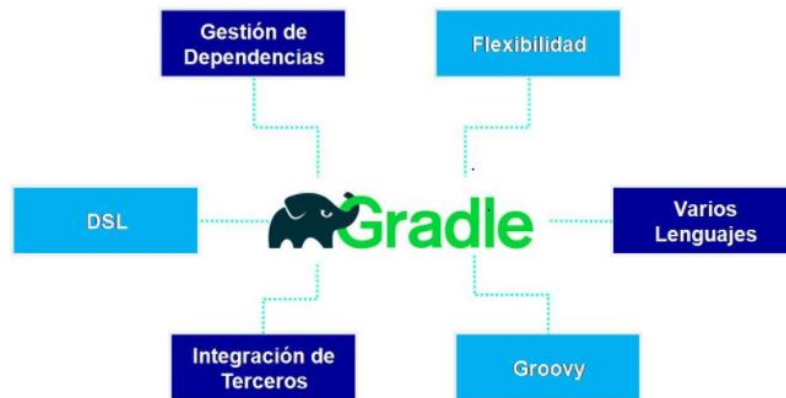 Gestión de
Dependencias
Flexibilidad
DSL
Gradle
Varios
Lenguajes
Integración de
Terceros
Groovy